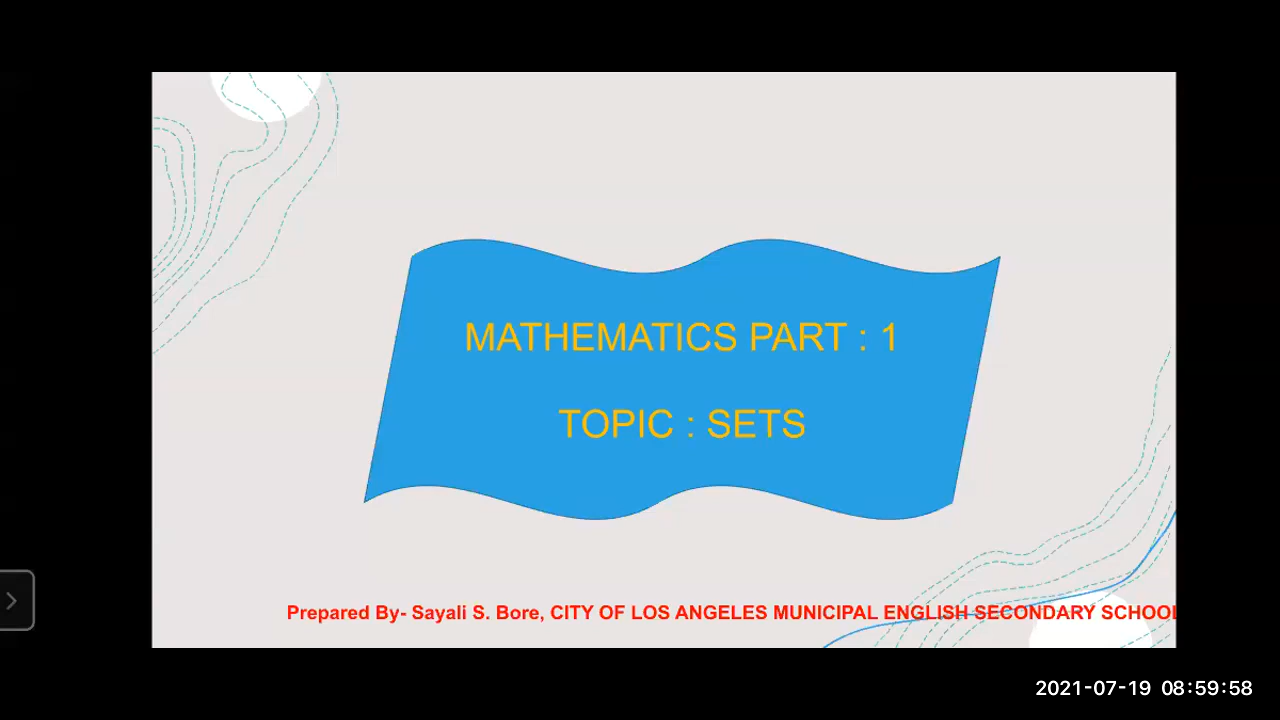 MATHEMATICS PART : 1
TOPIC : SETS
Prepared By- Sayali S. Bore, CITY OF LOS ANGELES MUNICIPAL ENGLISH SECONDARY SCHOOL
2021-07-19 08:59:58